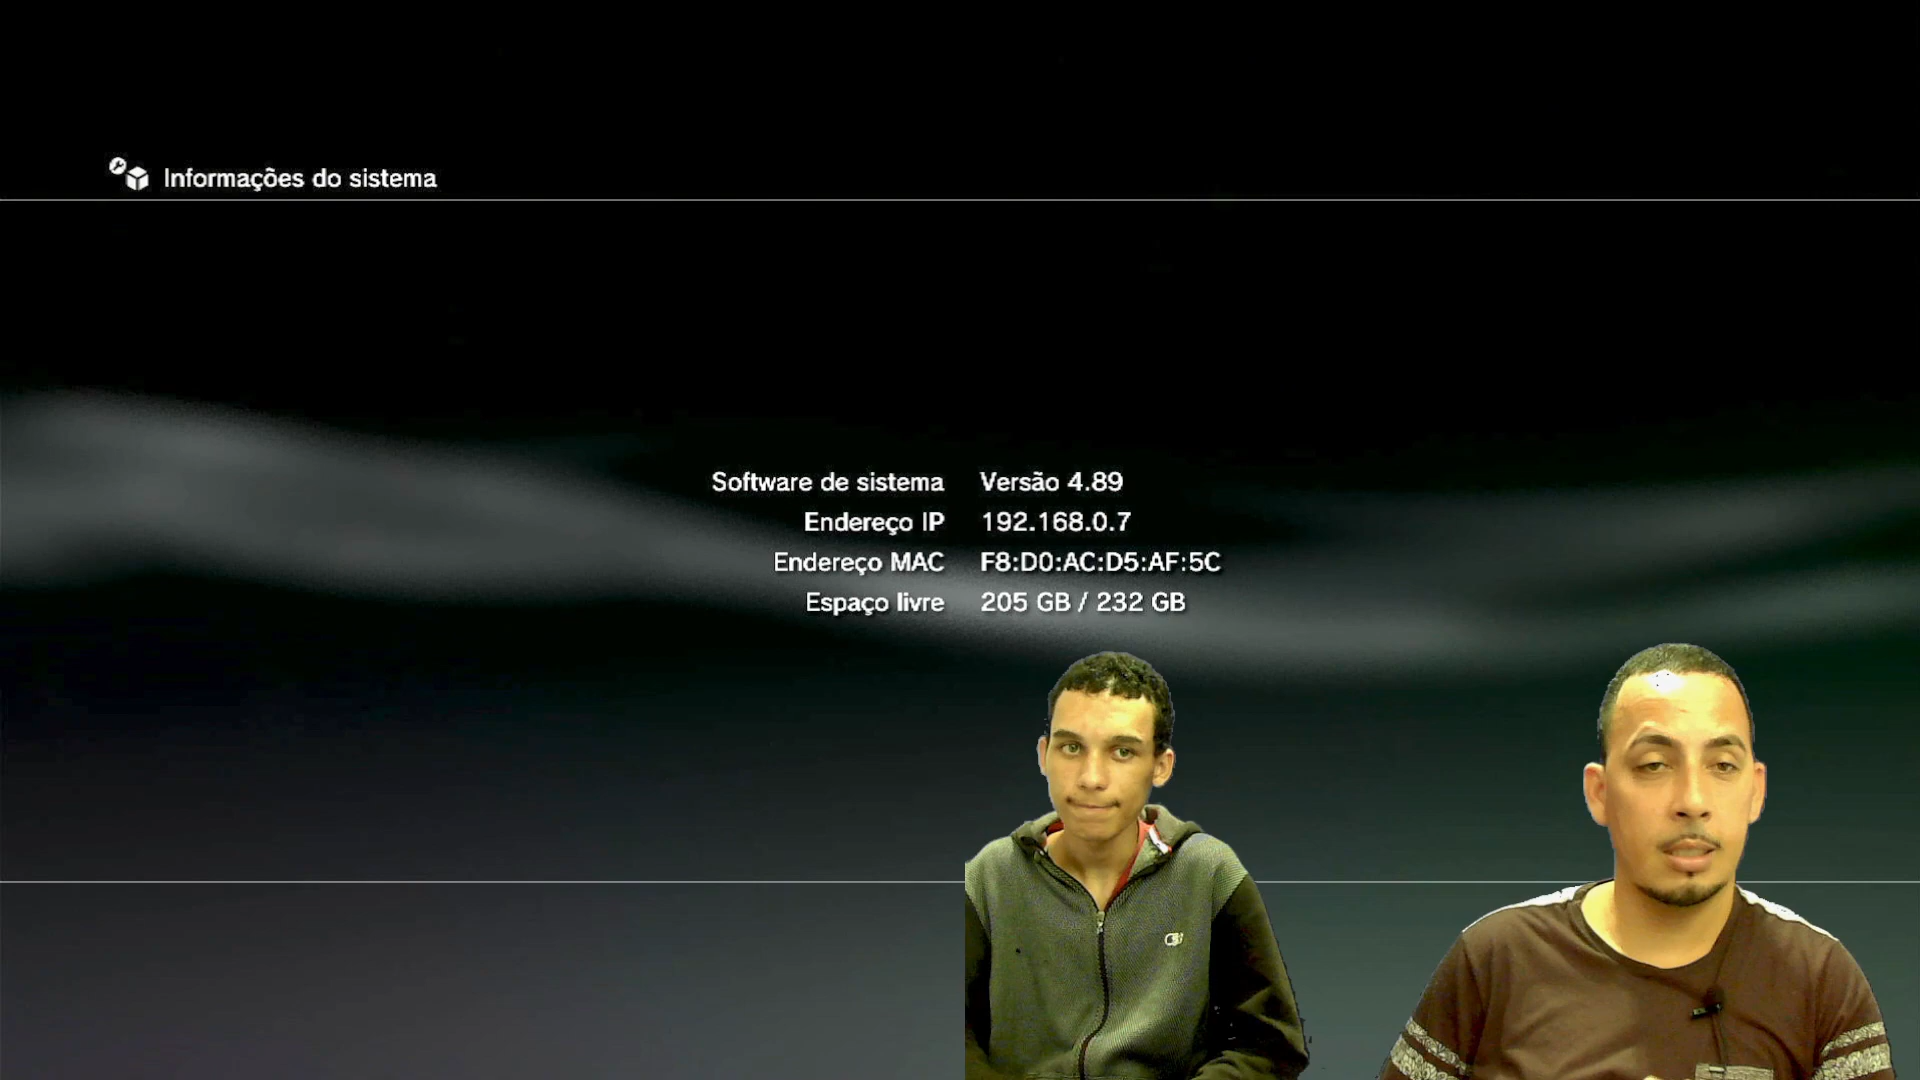 Informações do sistema
Software de sistema Versão 4.89
Endereço IP 192.168.0.7
Endereço MAC F8:D0:AC:D5:AF:5C
Espaço livre 205 GB / 232 GB